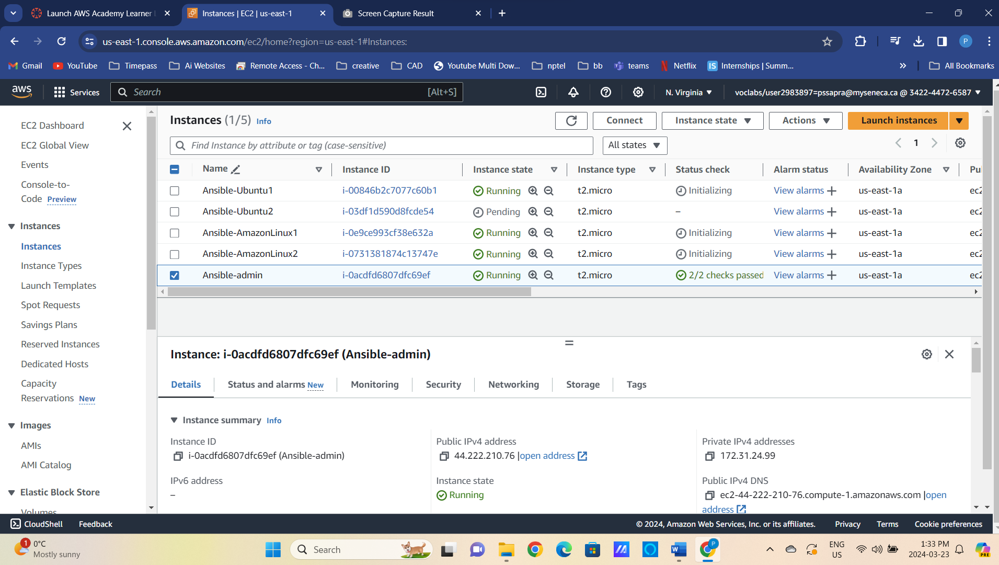 Launch AWS Academy Learner
Instances | EC2 | us-east-1
Screen Capture Result
us-east-1.console.aws.amazon.com/ec2/home?region=us-east-1#Instances:
P
Gmail YouTube Timepass Ai Websites Remote Access - Ch... creative CAD Youtube Multi Dow... nptel bb teams Netflix IS Internships | Summ... All Bookmarks
aws Services Search [Alt+S] N. Virginia voclabs/user2983897=pssapra@myseneca.ca @ 3422-4472-6587
EC2 Dashboard
EC2 Global View
Events
Console-to-
Code Preview
Instances
Instances
Instance Types
Launch Templates
Spot Requests
Savings Plans
Reserved Instances
Dedicated Hosts
Capacity
Reservations New
Images
AMIs
AMI Catalog
Elastic Block Store
Volumes
Instances (1/5) Info Connect Instance state Actions Launch instances
Find Instance by attribute or tag (case-sensitive) All states 1
Name Instance ID Instance state Instance type Status check Alarm status Availability Zone Pu
Ansible-Ubuntu1 i-00846b2c7077c60b1 Running t2.micro Initializing View alarms us-east-1a ec2
Ansible-Ubuntu2 i-03df1d590d8fcde54 Pending t2.micro – View alarms us-east-1a ec2
Ansible-AmazonLinux1 i-0e9ce993cf38e632a Running t2.micro Initializing View alarms us-east-1a ec2
Ansible-AmazonLinux2 i-0731381874c13747e Running t2.micro Initializing View alarms us-east-1a ec2
Ansible-admin i-0acdfd6807dfc69ef Running t2.micro 2/2 checks passed View alarms us-east-1a ec2
Instance: i-0acdfd6807dfc69ef (Ansible-admin)
Details Status and alarms New Monitoring Security Networking Storage Tags
Instance summary Info
Instance ID
i-0acdfd6807dfc69ef (Ansible-admin)
Public IPv4 address
44.222.210.76 |open address
Private IPv4 addresses
172.31.24.99
IPv6 address
–
Instance state
Running
Public IPv4 DNS
ec2-44-222-210-76.compute-1.amazonaws.com |open
address
CloudShell Feedback © 2024, Amazon Web Services, Inc. or its affiliates. Privacy Terms Cookie preferences
1
0°C
Mostly sunny
Search
W
P
ENG
US
1:33 PM
2024-03-23
PRE